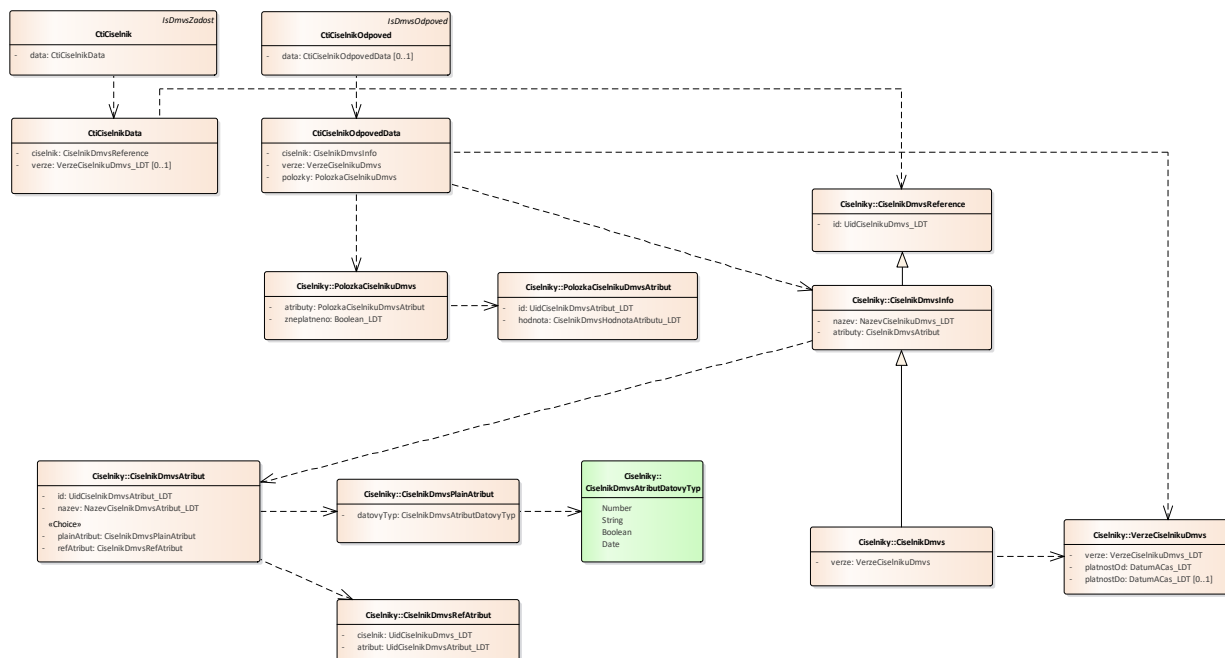 IsDmvsZadost
CtiCiselnik
- data: CtiCiselnikData
IsDmvsOdpoved
CtiCiselnikOdpoved
- data: CtiCiselnikOdpovedData [0..1]
CtiCiselnikData
- ciselnik: CiselnikDmvsReference
- verze: VerzeCiselnikuDmvs_LDT [0..1]
CtiCiselnikOdpovedData
- ciselnik: CiselnikDmvsInfo
- verze: VerzeCiselnikuDmvs
- polozky: PolozkaCiselnikuDmvs
Ciselniky::CiselnikDmvsReference
- id: UidCiselnikuDmvs_LDT
Ciselniky::PolozkaCiselnikuDmvs
- atributy: PolozkaCiselnikuDmvsAtribut
- zneplatneno: Boolean_LDT
Ciselniky::PolozkaCiselnikuDmvsAtribut
- id: UidCiselnikDmvsAtribut_LDT
- hodnota: CiselnikDmvsHodnotaAtributu_LDT
Ciselniky::CiselnikDmvsInfo
- nazev: NazevCiselnikuDmvs_LDT
- atributy: CiselnikDmvsAtribut
Ciselniky::CiselnikDmvsAtribut
- id: UidCiselnikDmvsAtribut_LDT
- nazev: NazevCiselnikDmvsAtribut_LDT
«Choice»
- plainAtribut: CiselnikDmvsPlainAtribut
- refAtribut: CiselnikDmvsRefAtribut
Ciselniky::CiselnikDmvsPlainAtribut
- datovyTyp: CiselnikDmvsAtributDatovyTyp
Ciselniky::
CiselnikDmvsAtributDatovyTyp
Number
String
Boolean
Date
Ciselniky::CiselnikDmvs
- verze: VerzeCiselnikuDmvs
Ciselniky::VerzeCiselnikuDmvs
- verze: VerzeCiselnikuDmvs_LDT
- platnostOd: DatumACas_LDT
- platnostDo: DatumACas_LDT [0..1]
Ciselniky::CiselnikDmvsRefAtribut
- ciselnik: UidCiselnikuDmvs_LDT
- atribut: UidCiselnikDmvsAtribut_LDT